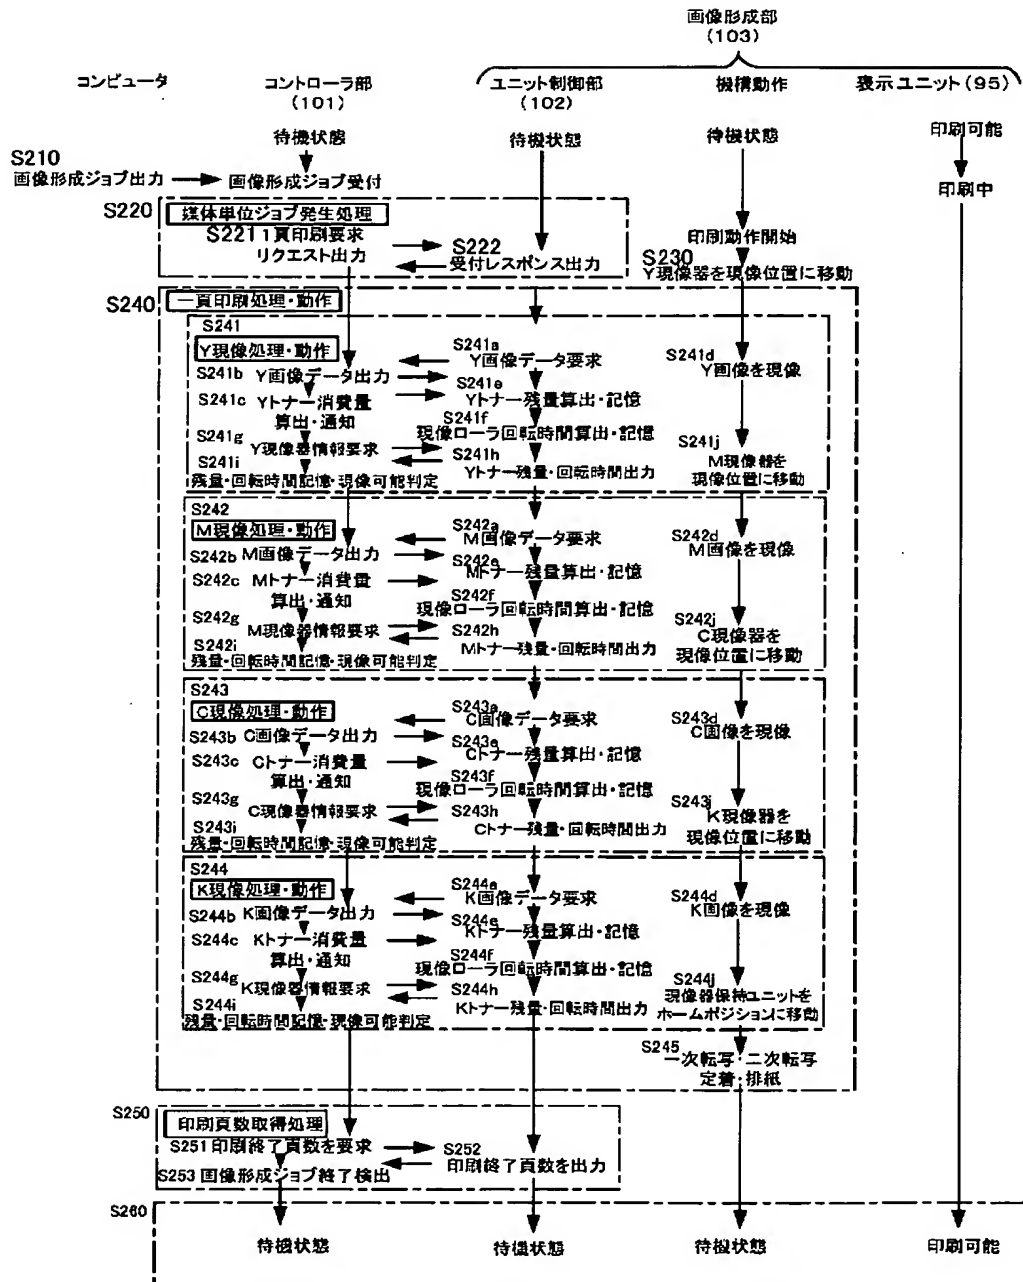 画像形成部
(103)
コンピュータ
コントローラ部
(101)
ユニット制御部
(102)
機構動作
表示ユニット(95)
待機状態
待機状態
待機状態
印刷可能
S210
画像形成ジョブ出力
画像形成ジョブ受付
印刷中
S220
媒体単位ジョブ発生処理
S221 1頁印刷要求
リクエスト出力
S222
受付レスポンス出力
印刷動作開始
S230
Y現像器を現像位置に移動
S240
一頁印刷処理・動作
S241
Y現像処理・動作
S241a
Y画像データ要求
S241b
Y画像データ出力
S241c
Yトナー消費量
算出・通知
S241d
Y画像を現像
S241e
Yトナー残量算出・記憶
S241f
現像ローラ回転時間算出・記憶
S241g
Y現像器情報要求
S241h
Yトナー残量・回転時間出力
S241i
残量・回転時間記憶・現像可能判定
S241j
M現像器を
現像位置に移動
S242
M現像処理・動作
S242a
M画像データ要求
S242b
M画像データ出力
S242c
Mトナー消費量
算出・通知
S242d
M画像を現像
S242e
Mトナー残量算出・記憶
S242f
現像ローラ回転時間算出・記憶
S242g
M現像器情報要求
S242h
Mトナー残量・回転時間出力
S242i
残量・回転時間記憶・現像可能判定
S242j
C現像器を
現像位置に移動
S243
C現像処理・動作
S243a
C画像データ要求
S243b
C画像データ出力
S243c
Cトナー消費量
算出・通知
S243d
C画像を現像
S243e
Cトナー残量算出・記憶
S243f
現像ローラ回転時間算出・記憶
S243g
C現像器情報要求
S243h
Cトナー残量・回転時間出力
S243i
残量・回転時間記憶・現像可能判定
S243j
K現像器を
現像位置に移動
S244
K現像処理・動作
S244a
K画像データ要求
S244b
K画像データ出力
S244c
Kトナー消費量
算出・通知
S244d
K画像を現像
S244e
Kトナー残量算出・記憶
S244f
現像ローラ回転時間算出・記憶
S244g
K現像器情報要求
S244h
Kトナー残量・回転時間出力
S244i
残量・回転時間記憶・現像可能判定
S244j
現像器保持ユニットを
ホームポジションに移動
S245
一次転写・二次転写
定着・排紙
S250
印刷頁数取得処理
S251 印刷終了頁数を要求
S252
印刷終了頁数を出力
S253 画像形成ジョブ終了検出
S260
待機状態
待機状態
待機状態
印刷可能